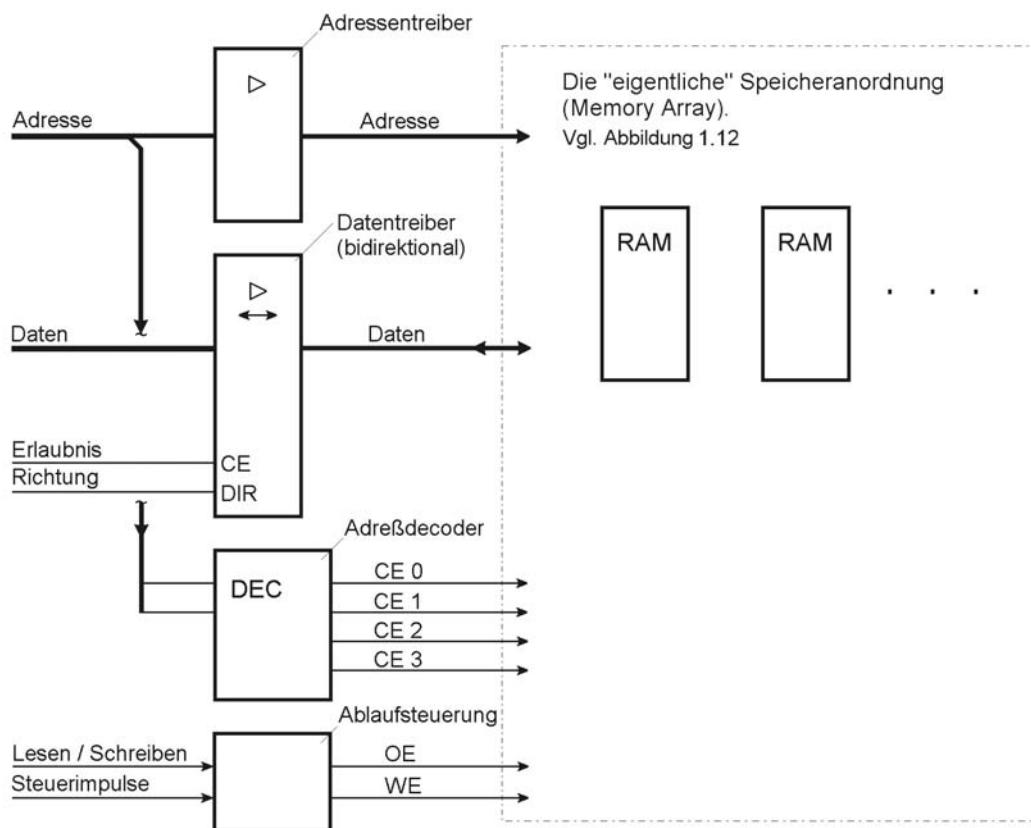 Adressentreiber
Die "eigentliche" Speicheranordnung
(Memory Array).
Vgl. Abbildung 1.12
Adresse
Adresse
Datentreiber
(bidirektional)
RAM
RAM
. . .
Daten
Daten
Erlaubnis
CE
Richtung
DIR
Adreßdecoder
DEC
CE 0
CE 1
CE 2
CE 3
Ablaufsteuerung
Lesen / Schreiben
OE
Steuerimpulse
WE